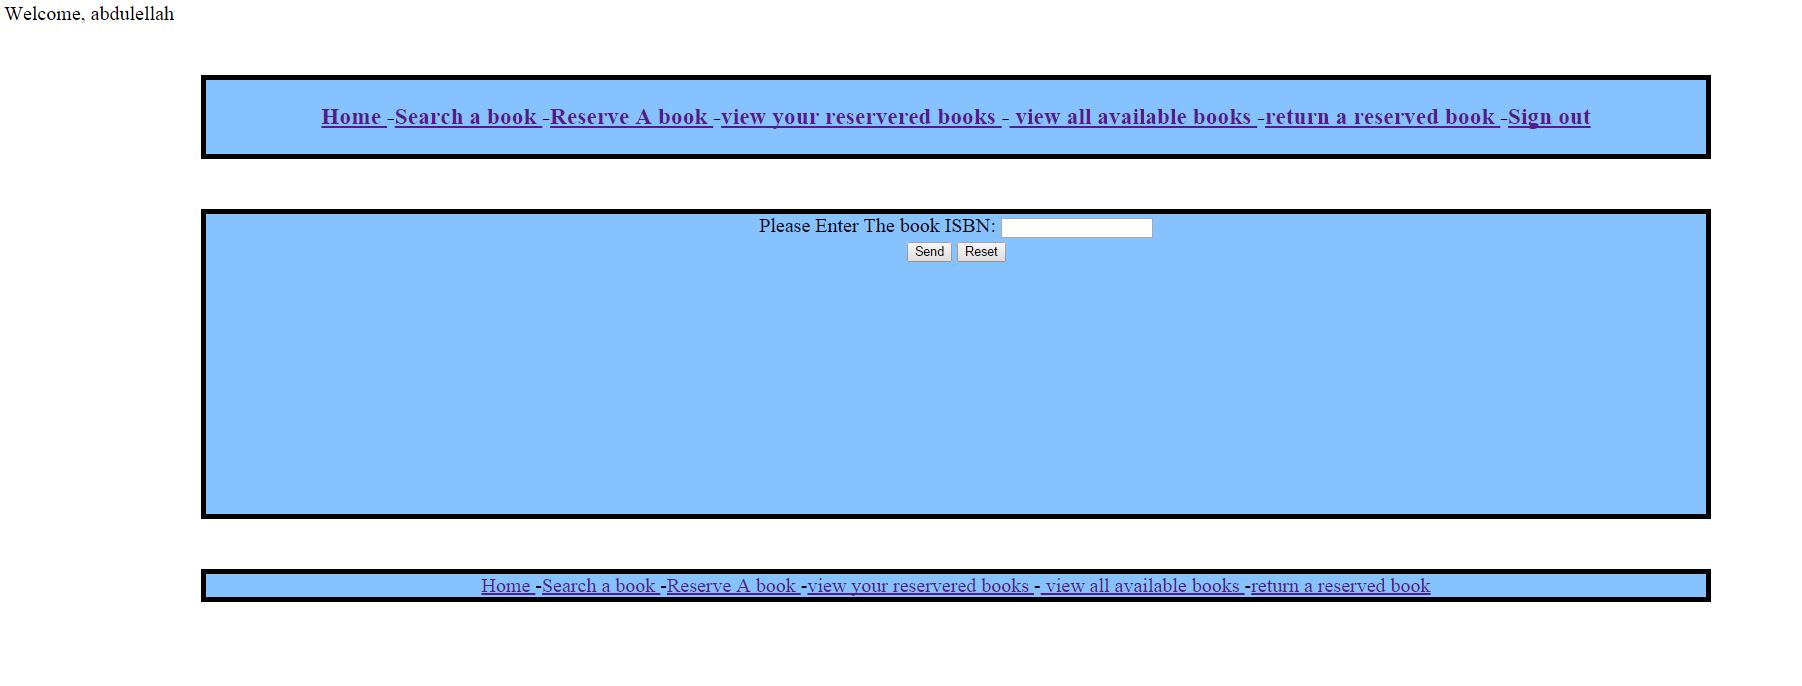 Welcome, abdulellah
Home -Search a book -Reserve A book -view your reservered books - view all available books -return a reserved book -Sign out
Please Enter The book ISBN:
Send Reset
Home -Search a book -Reserve A book -view your reservered books - view all available books -return a reserved book